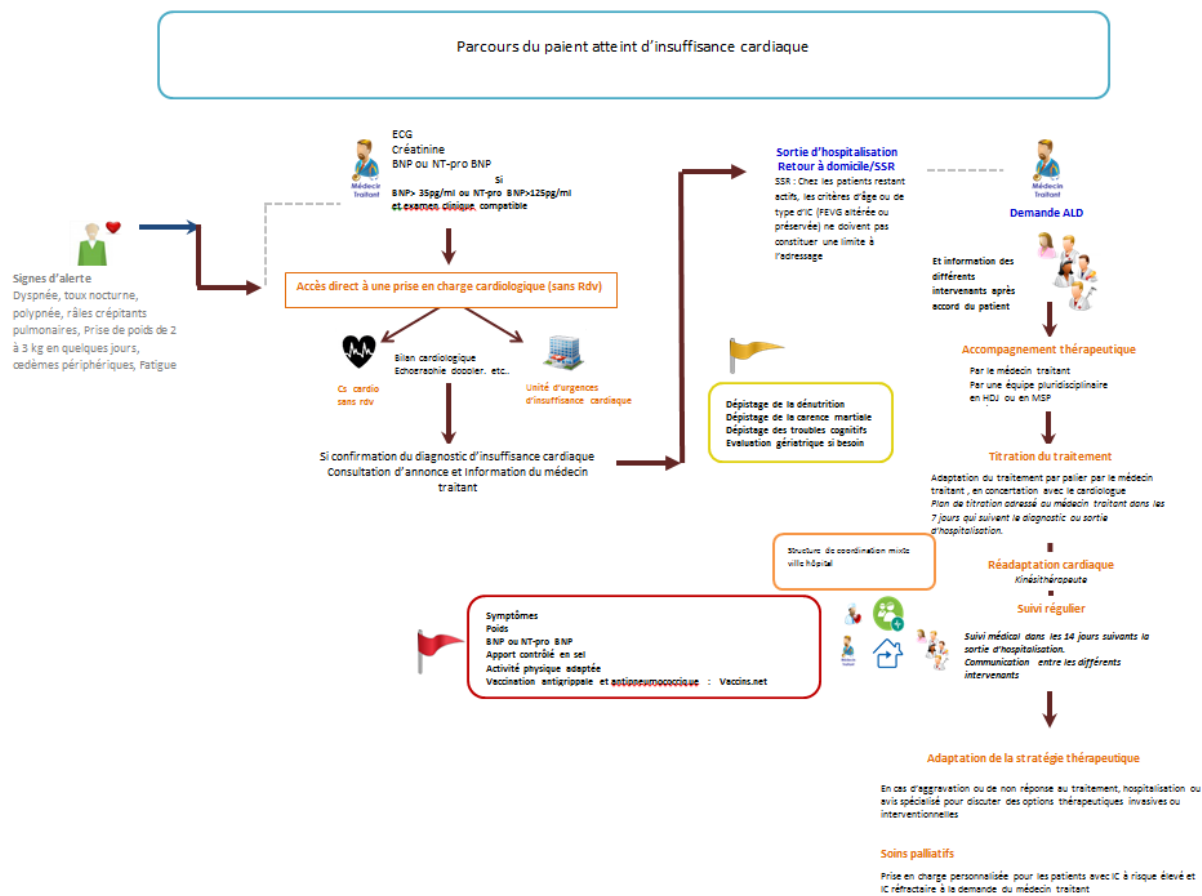 Parcours du paient atteint d'insuffisance cardiaque
ECG
Créatinine
BNP ou NT-pro BNP
Si
BNP> 35pg/ml ou NT-pro BNP>125pg/ml
et examen clinique compatible
Médecin
Traitant
Signes d'alerte
Dyspnée, toux nocturne,
polypnée, râles crépitants
pulmonaires, Prise de poids de 2
à 3 kg en quelques jours,
œdèmes périphériques, Fatigue
Accès direct à une prise en charge cardiologique (sans Rdv)
Cs cardio
sans rdv
Bilan cardiologique
Echographie doppler, etc..
Unité d'urgences
d'insuffisance cardiaque
Si confirmation du diagnostic d'insuffisance cardiaque
Consultation d'annonce et Information du médecin
traitant
Sortie d'hospitalisation
Retour à domicile/SSR
SSR : Chez les patients restant
actifs, les critères d'âge ou de
type d'IC (FEVG altérée ou
préservée) ne doivent pas
constituer une limite à
l'adressage
Médecin
Traitant
Demande ALD
Et information des
différents
intervenants après
accord du patient
Accompagnement thérapeutique
Par le médecin traitant
Par une équipe pluridisciplinaire
en HDJ ou en MSP
Dépistage de la dénutrition
Dépistage de la carence martiale
Dépistage des troubles cognitifs
Evaluation gériatrique si besoin
Titration du traitement
Adaptation du traitement par palier par le médecin
traitant , en concertation avec le cardiologue
Plan de titration adressé au médecin traitant dans les
7 jours qui suivent le diagnostic ou sortie
d'hospitalisation.
Structure de coordination mixte
ville hôpital
Réadaptation cardiaque
Kinésithérapeute
Suivi régulier
Suivi médical dans les 14 jours suivants la
sortie d'hospitalisation.
Communication entre les différents
intervenants
Médecin
Traitant
Symptômes
Poids
BNP ou NT-pro BNP
Apport contrôlé en sel
Activité physique adaptée
Vaccination antigrippale et antipneumococcique : Vaccins.net
Adaptation de la stratégie thérapeutique
En cas d'aggravation ou de non réponse au traitement, hospitalisation ou
avis spécialisé pour discuter des options thérapeutiques invasives ou
interventionnelles
Soins palliatifs
Prise en charge personnalisée pour les patients avec IC à risque élevé et
IC réfractaire à la demande du médecin traitant